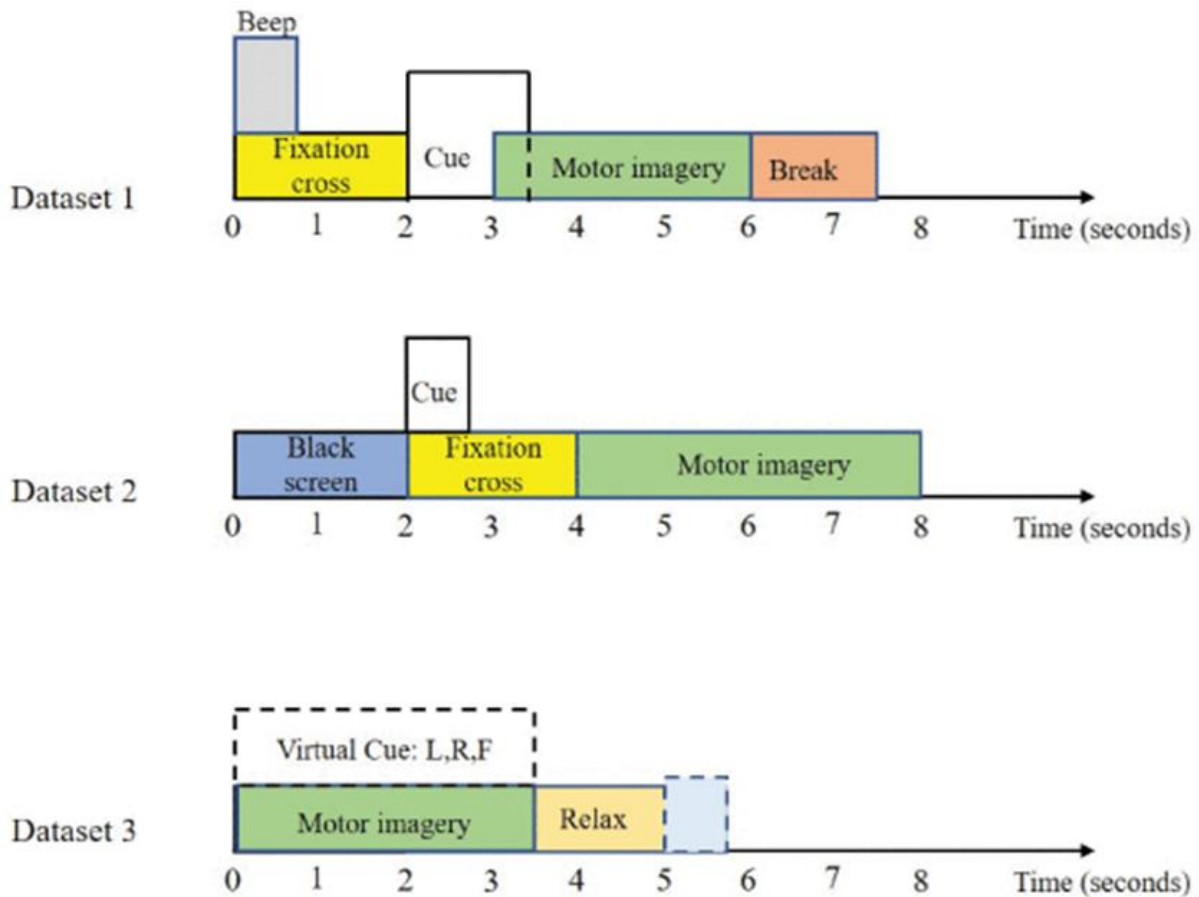 Beep
Fixation
cross
Cue
Motor imagery
Break
Dataset 1
0 1 2 3 4 5 6 7 8 Time (seconds)
Cue
Black
screen
Fixation
cross
Motor imagery
Dataset 2
0 1 2 3 4 5 6 7 8 Time (seconds)
Virtual Cue: L,R,F
Motor imagery
Relax
Dataset 3
0 1 2 3 4 5 6 7 8 Time (seconds)